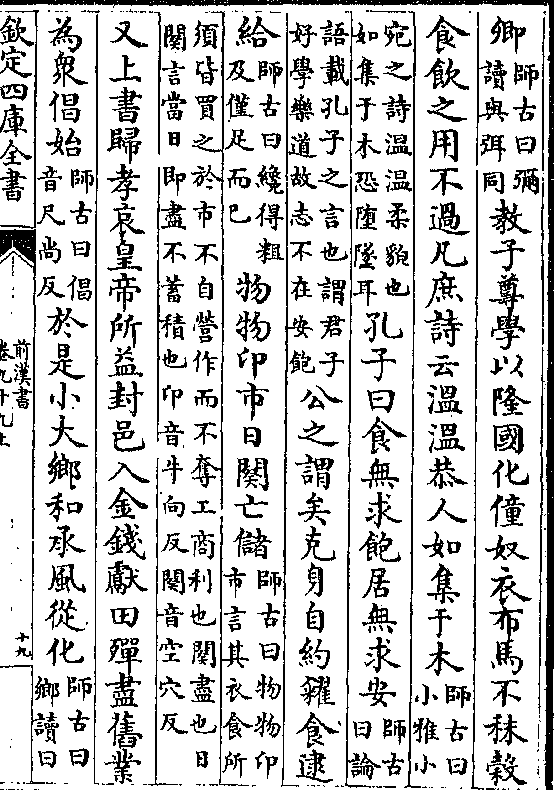 卿師古曰彌讀與弭同教子尊學以隆國化僮奴衣布馬不秣穀
食飲之用不過凡庶詩云溫溫恭人如集于木師古曰小雅小
宛之詩溫溫柔貌也如集于木恐墮墜耳孔子曰食無求飽居無求安師古曰論
語載孔子之言也謂君子好學樂道故志不在安飽公之謂矣克身自約糴食逮
給師古曰纔得粗及僅足而已物物卬市日闋亡儲師古曰物物卬市言其衣食所
須皆買之於市不自營作而不奪工商利也闋盡也日闋言當日即盡不蓄積也卬音牛向反闋音空穴反
又上書歸孝哀皇帝所益封邑入金錢獻田殫盡舊業
為衆倡始師古曰倡音尺尚反於是小大鄉和承風從化師古曰鄉讀曰
欽定四庫全書
前漢書
卷九十九上
十九